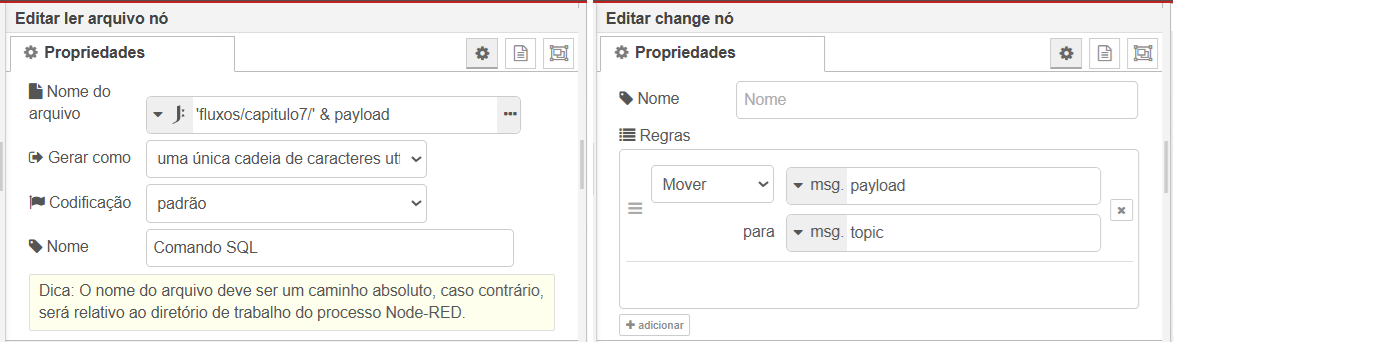 Editar ler arquivo nó
Propriedades
Nome do
arquivo
'fluxos/capitulo7/' & payload
Gerar como
uma única cadeia de caracteres utf
Codificação
padrão
Nome
Comando SQL
Dica: O nome do arquivo deve ser um caminho absoluto, caso contrário,
será relativo ao diretório de trabalho do processo Node-RED.
Editar change nó
Propriedades
Nome
Nome
Regras
Mover
msg. payload
para
msg. topic
adicionar